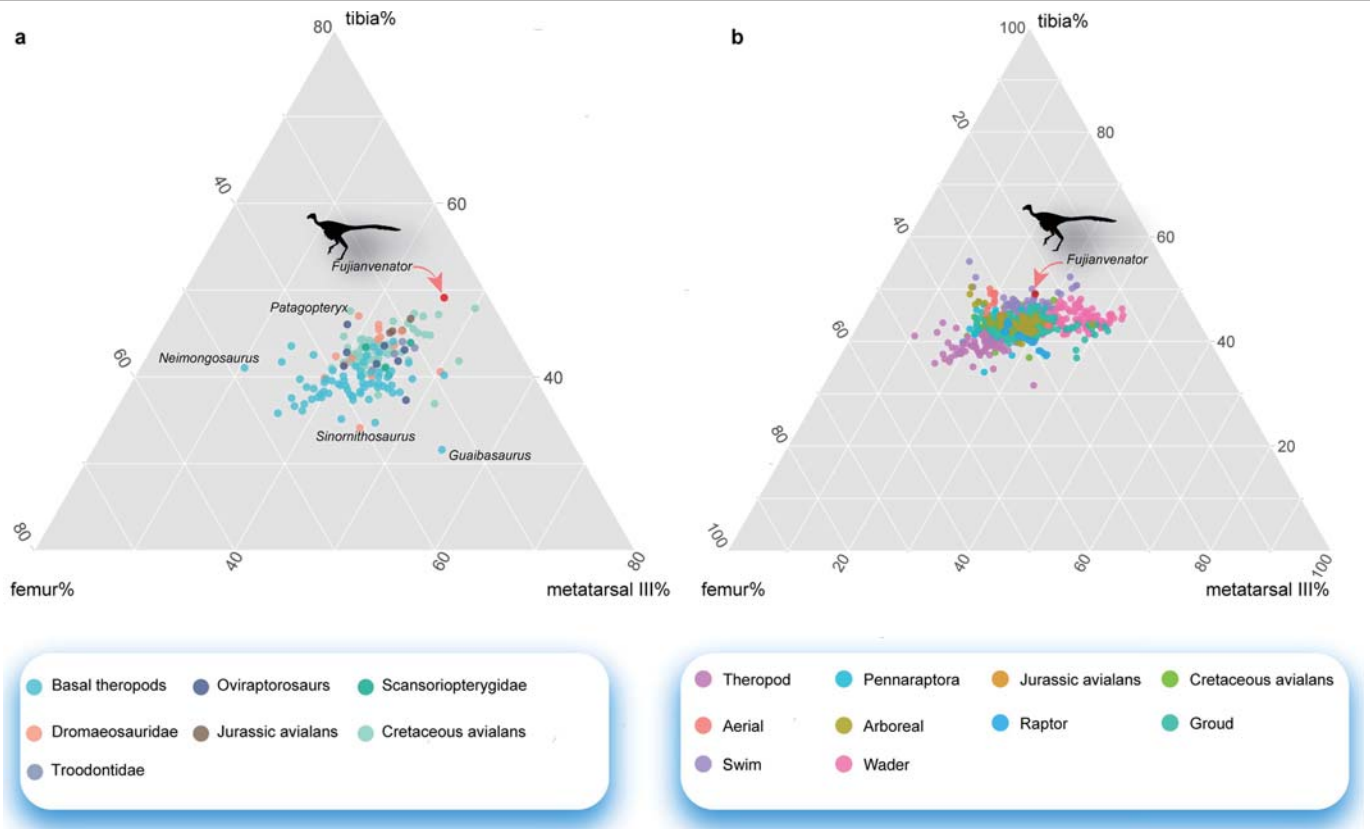 a
80
tibia%
40
60
Fujianvenator
Patagopteryx
Neimongosaurus
60
40
Sinornithosaurus
Guaibasaurus
80
40
60
80
femur%
metatarsal III%
b
100
tibia%
20
80
40
60
Fujianvenator
60
40
80
20
100
20
40
60
80
100
femur%
metatarsal III%
Basal theropods
Oviraptorosaurs
Scansoriopterygidae
Dromaeosauridae
Jurassic avialans
Cretaceous avialans
Troodontidae
Theropod
Pennaraptora
Jurassic avialans
Cretaceous avialans
Aerial
Arboreal
Raptor
Groud
Swim
Wader